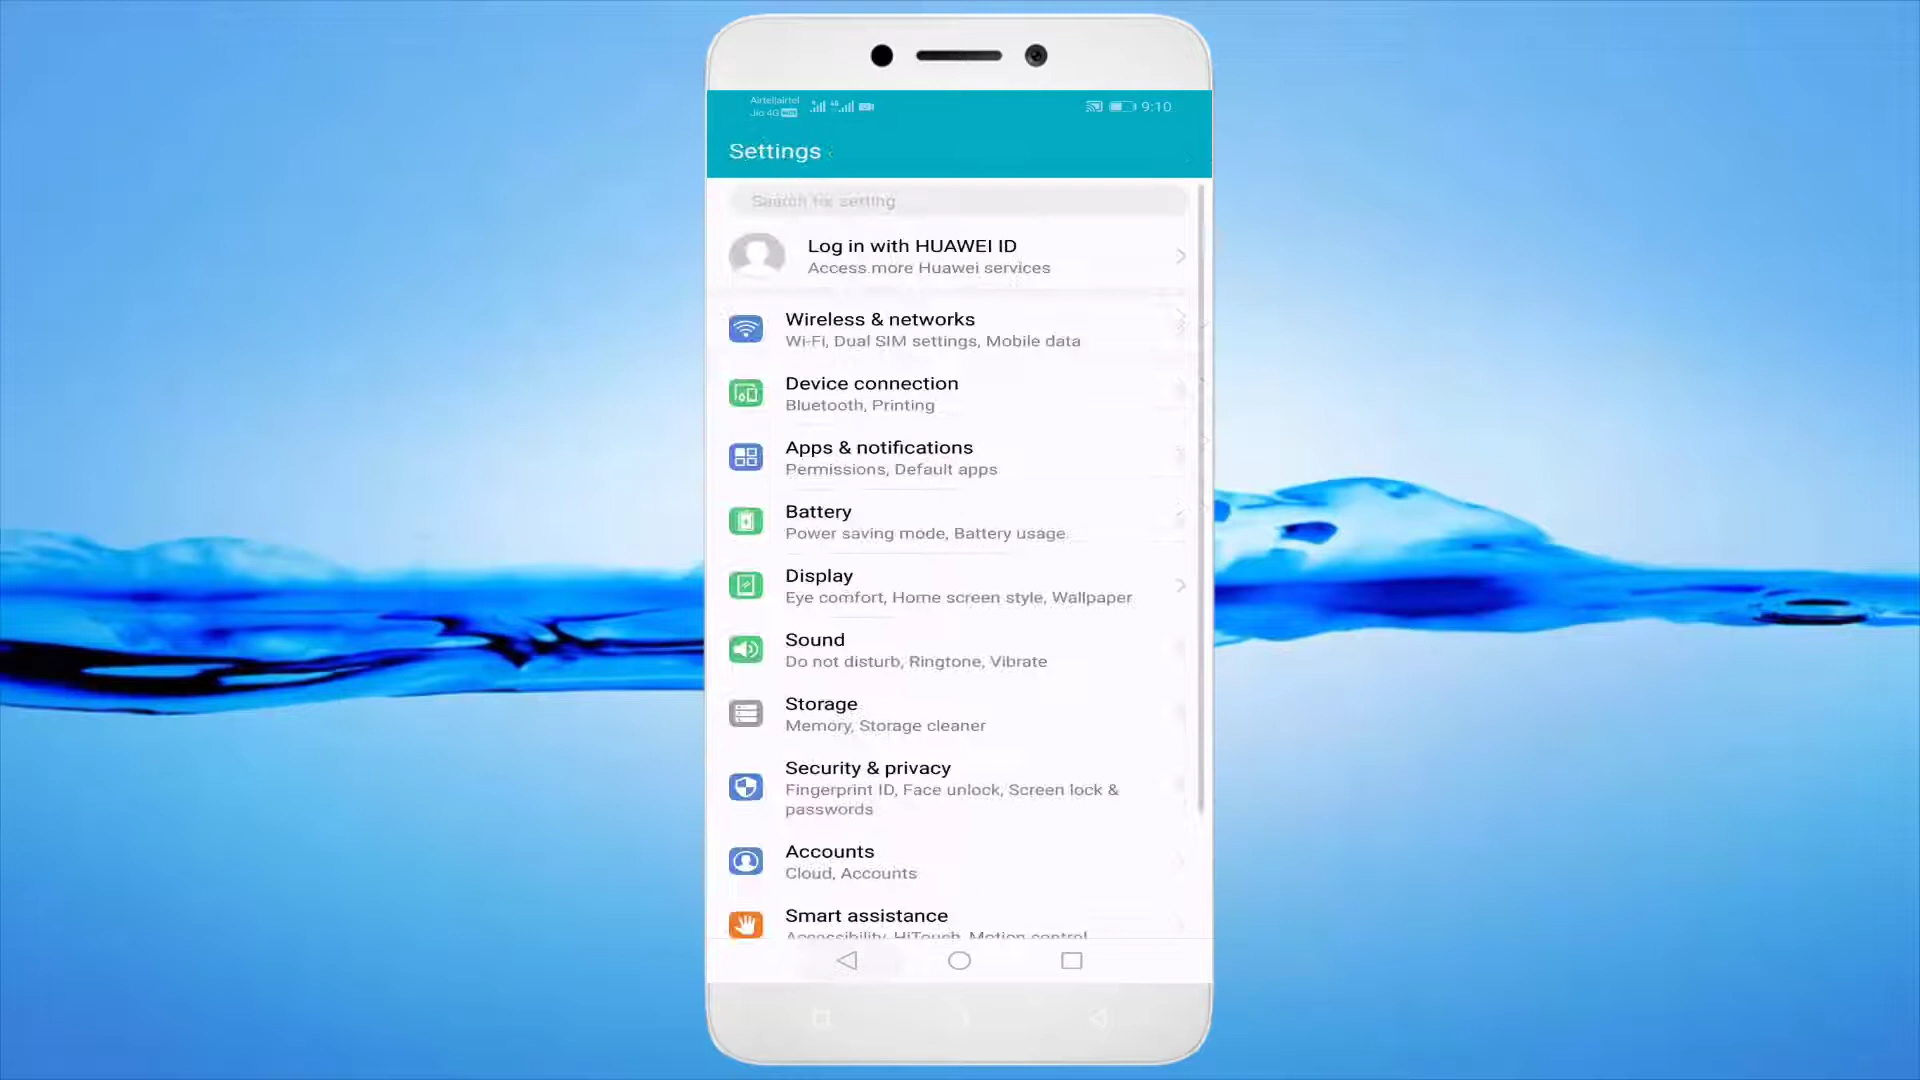 Airtel|airtel
Jio 4G
9:10
Settings
Search for setting
Log in with HUAWEI ID
Access more Huawei services
Wireless & networks
Wi-Fi, Dual SIM settings, Mobile data
Device connection
Bluetooth, Printing
Apps & notifications
Permissions, Default apps
Battery
Power saving mode, Battery usage
Display
Eye comfort, Home screen style, Wallpaper
Sound
Do not disturb, Ringtone, Vibrate
Storage
Memory, Storage cleaner
Security & privacy
Fingerprint ID, Face unlock, Screen lock &
passwords
Accounts
Cloud, Accounts
Smart assistance
Accessibility, HiTouch, Motion control